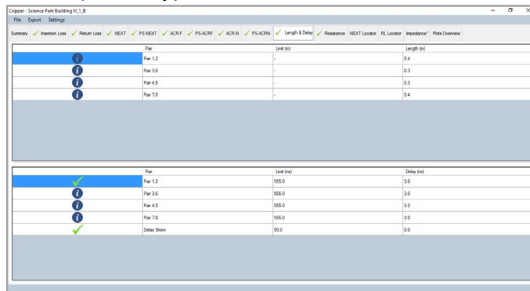 Copper - Science Park Building III_1_B
File Export Settings
Summary Insertion Loss Return Loss NEXT PS-NEXT ACR-F PS-ACRF ACR-N PS-ACRN Length & Delay Resistance NEXT Locator RL Locator Impedance* Plots Overview
Pair Limit (m) Length (m)
Pair 1,2 - 0.4
Pair 3,6 - 0.3
Pair 4,5 - 0.3
Pair 7,8 - 0.4
Pair Limit (ns) Delay (ns)
Pair 1,2 555.0 3.0
Pair 3,6 555.0 3.0
Pair 4,5 555.0 3.0
Pair 7,8 555.0 3.0
Delay Skew 50.0 0.0